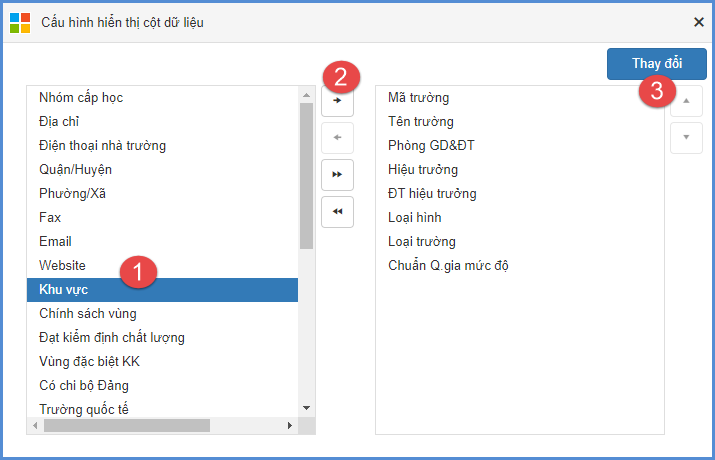 Cấu hình hiển thị cột dữ liệu
Thay đổi
Nhóm cấp học
Địa chỉ
Điện thoại nhà trường
Quận/Huyện
Phường/Xã
Fax
Email
Website
1
Khu vực
Chính sách vùng
Đạt kiểm định chất lượng
Vùng đặc biệt KK
Có chi bộ Đảng
Trường quốc tế
2
3
Mã trường
Tên trường
Phòng GD&ĐT
Hiệu trưởng
ĐT hiệu trưởng
Loại hình
Loại trường
Chuẩn Q.gia mức độ